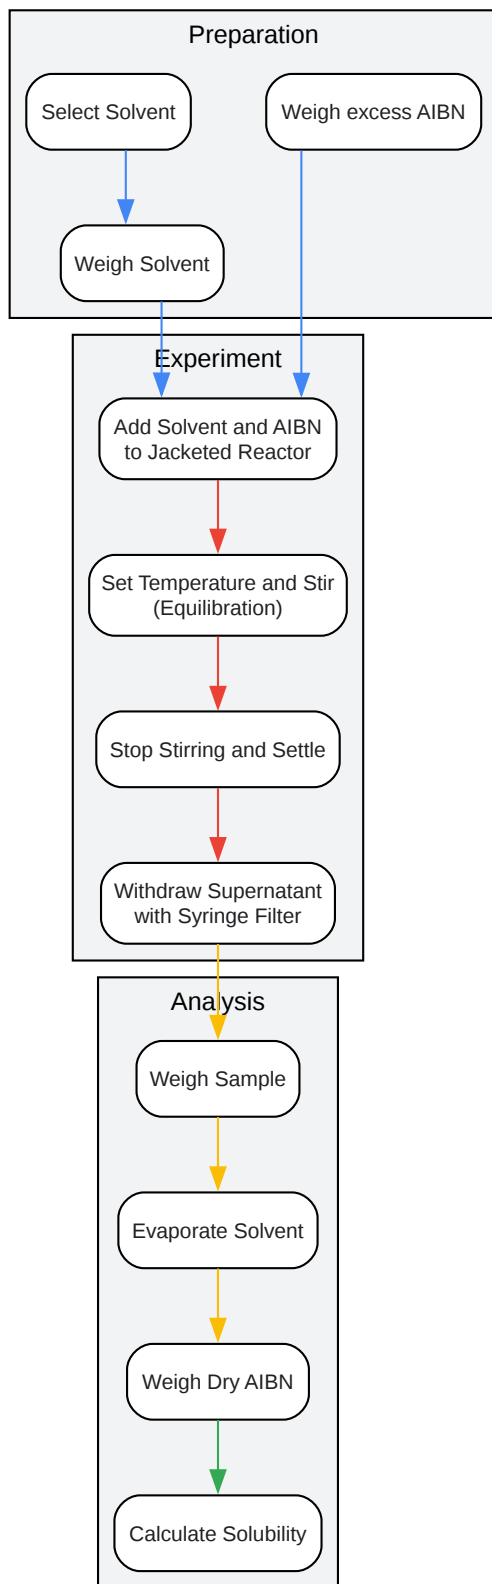 Preparation
Select Solvent
Weigh excess AIBN
Weigh Solvent
Experiment
Add Solvent and AIBN
to Jacketed Reactor
Set Temperature and Stir
(Equilibration)
Stop Stirring and Settle
Withdraw Supernatant
with Syringe Filter
Analysis
Weigh Sample
Evaporate Solvent
Weigh Dry AIBN
Calculate Solubility